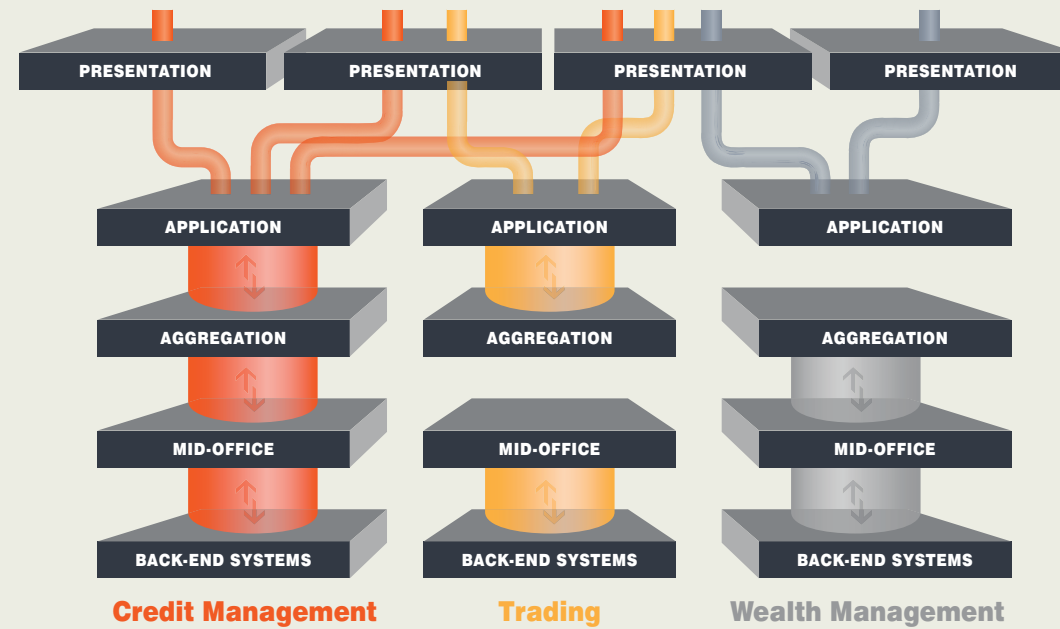 PRESENTATION
PRESENTATION
PRESENTATION
PRESENTATION
APPLICATION
APPLICATION
APPLICATION
AGGREGATION
AGGREGATION
AGGREGATION
MID-OFFICE
MID-OFFICE
MID-OFFICE
BACK-END SYSTEMS
BACK-END SYSTEMS
BACK-END SYSTEMS
Credit Management
Trading
Wealth Management